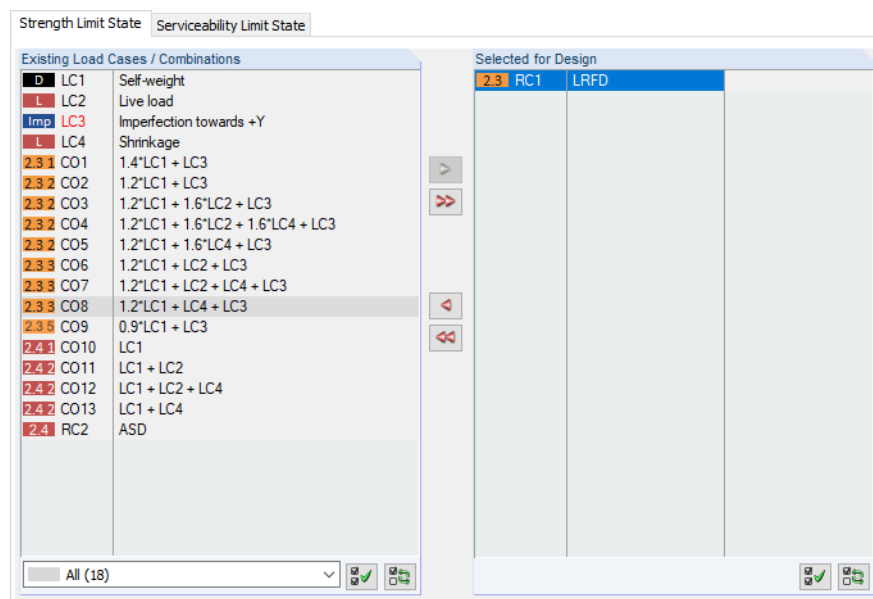 Strength Limit State Serviceability Limit State
Existing Load Cases / Combinations
D LC1 Self-weight
L LC2 Live load
Imp LC3 Imperfection towards +Y
L LC4 Shrinkage
2.3 1 CO1 1.4*LC1 + LC3
2.3 2 CO2 1.2*LC1 + LC3
2.3 2 CO3 1.2*LC1 + 1.6*LC2 + LC3
2.3 2 CO4 1.2*LC1 + 1.6*LC2 + 1.6*LC4 + LC3
2.3 2 CO5 1.2*LC1 + 1.6*LC4 + LC3
2.3 3 CO6 1.2*LC1 + LC2 + LC3
2.3 3 CO7 1.2*LC1 + LC2 + LC4 + LC3
2.3 3 CO8 1.2*LC1 + LC4 + LC3
2.3 5 CO9 0.9*LC1 + LC3
2.4 1 CO10 LC1
2.4 2 CO11 LC1 + LC2
2.4 2 CO12 LC1 + LC2 + LC4
2.4 2 CO13 LC1 + LC4
2.4 RC2 ASD
All (18)
Selected for Design
2.3 RC1 LRFD